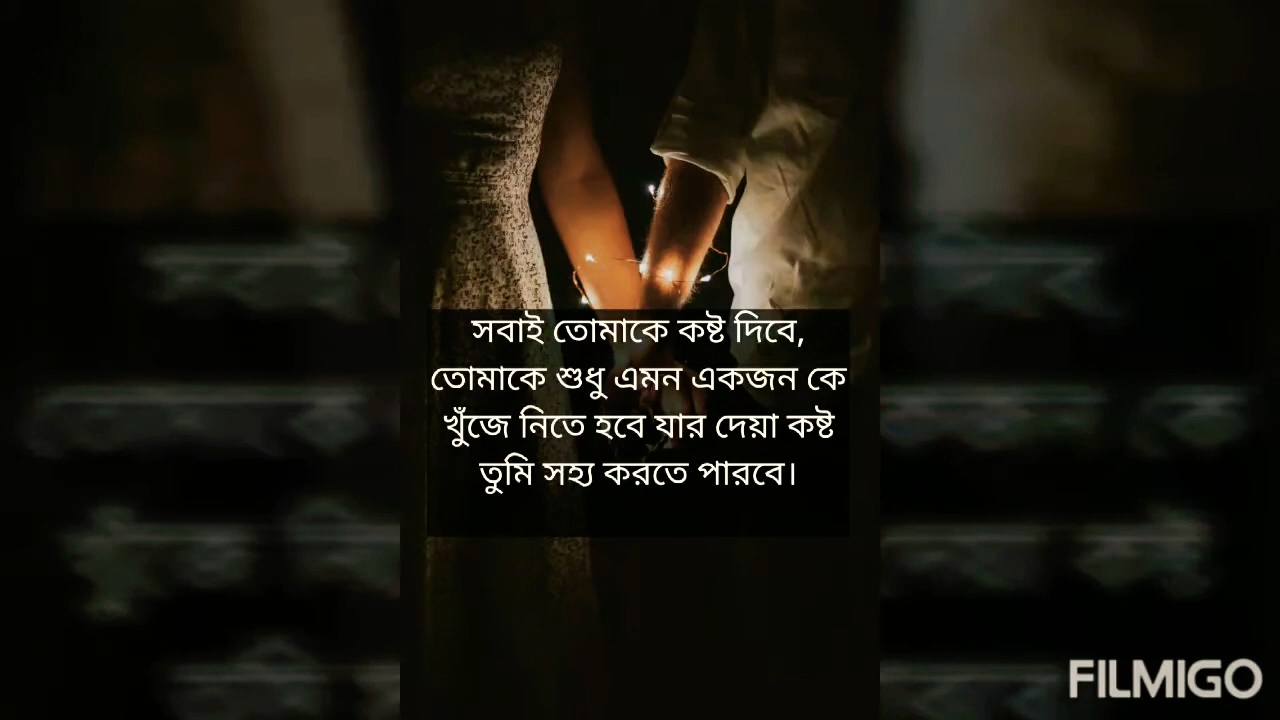 সবাই তোমাকে কষ্ট দিবে,
তোমাকে শুধু এমন একজন কে
খুঁজে নিতে হবে যার দেয়া কষ্ট
তুমি সহ্য করতে পারবে।
FILMIGO